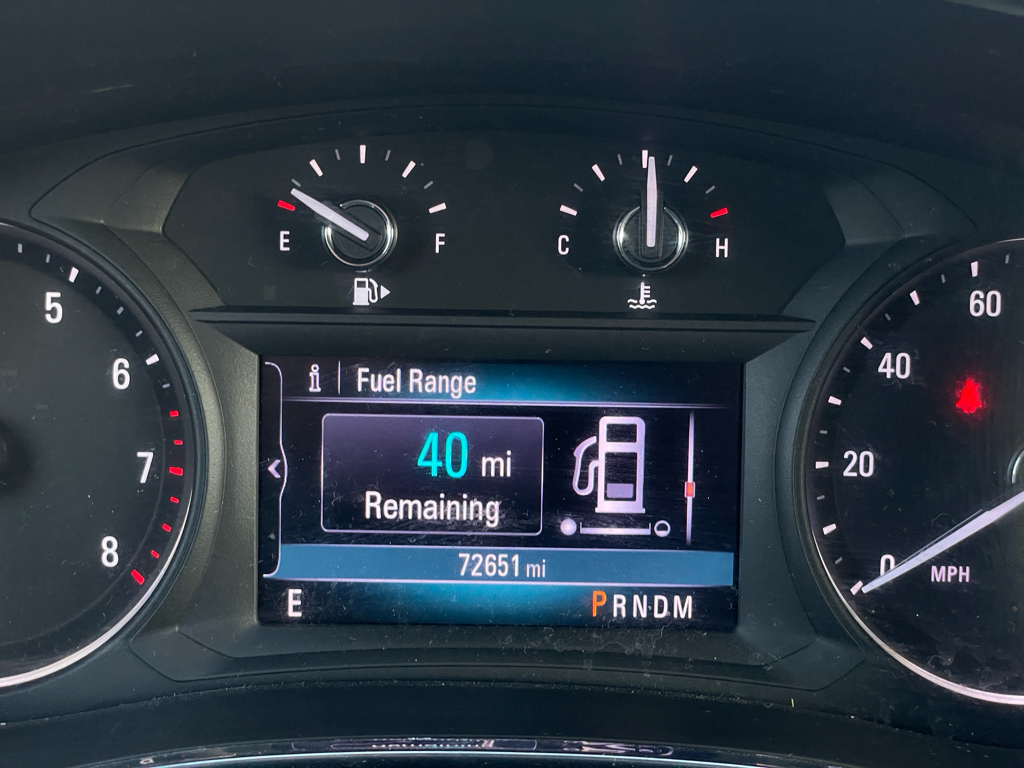 E F
C H
5
6
7
8
60
40
20
0
MPH
i Fuel Range
40 mi
Remaining
72651 mi
E PRNDM